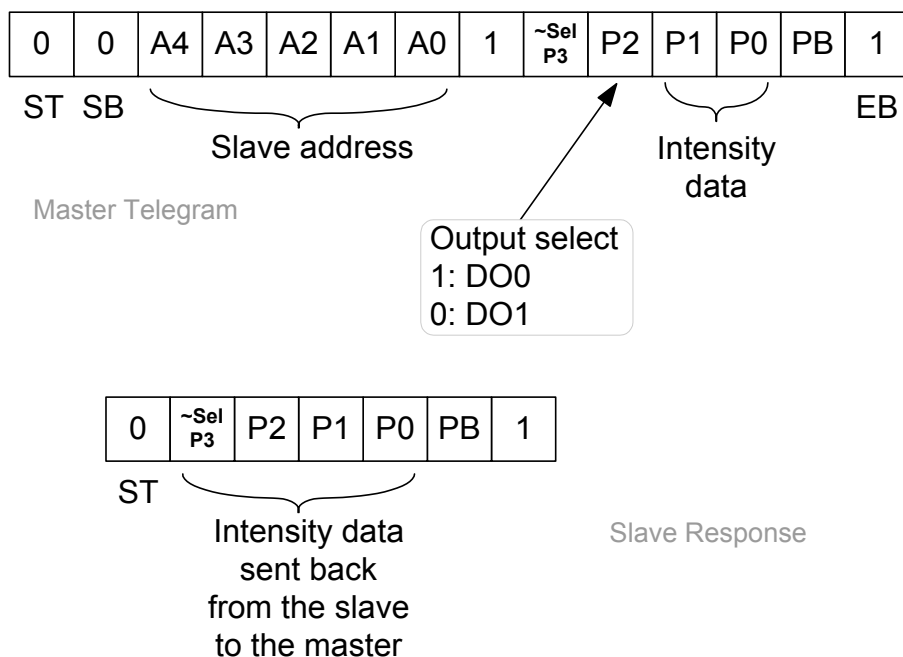 0 0 A4 A3 A2 A1 A0 1 ~Sel P3 P2 P1 P0 PB 1
ST SB EB
Slave address
Intensity
data
Master Telegram
Output select
1: DO0
0: DO1
0 ~Sel P3 P2 P1 P0 PB 1
ST
Intensity data
sent back
from the slave
to the master
Slave Response